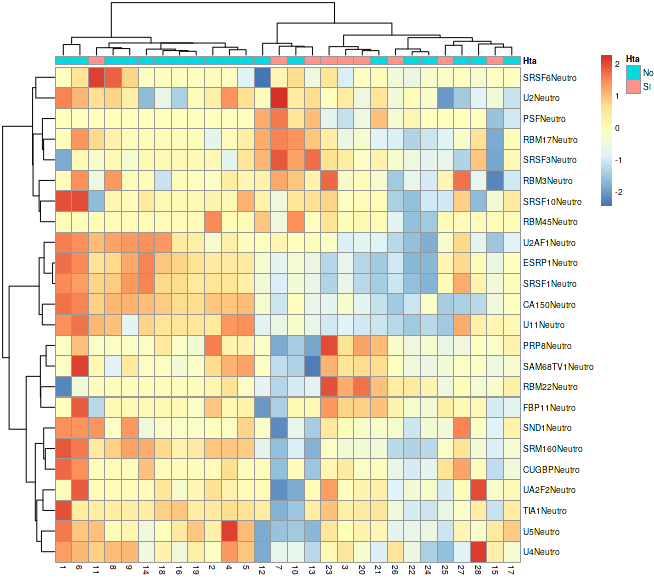 Hta
SRSF6Neutro
U2Neutro
PSFNeutro
RBM17Neutro
SRSF3Neutro
RBM3Neutro
SRSF10Neutro
RBM45Neutro
U2AF1Neutro
ESRP1Neutro
SRSF1Neutro
CA150Neutro
U11Neutro
PRP8Neutro
SAM68TV1Neutro
RBM22Neutro
FBP11Neutro
SND1Neutro
SRM160Neutro
CUGBPNeutro
UA2F2Neutro
TIA1Neutro
U5Neutro
U4Neutro
1 6 11 8 9 14 18 16 19 2 4 5 12 7 10 13 23 3 20 21 26 22 24 25 27 28 15 17
2
1
0
-1
-2
Hta
No
Si